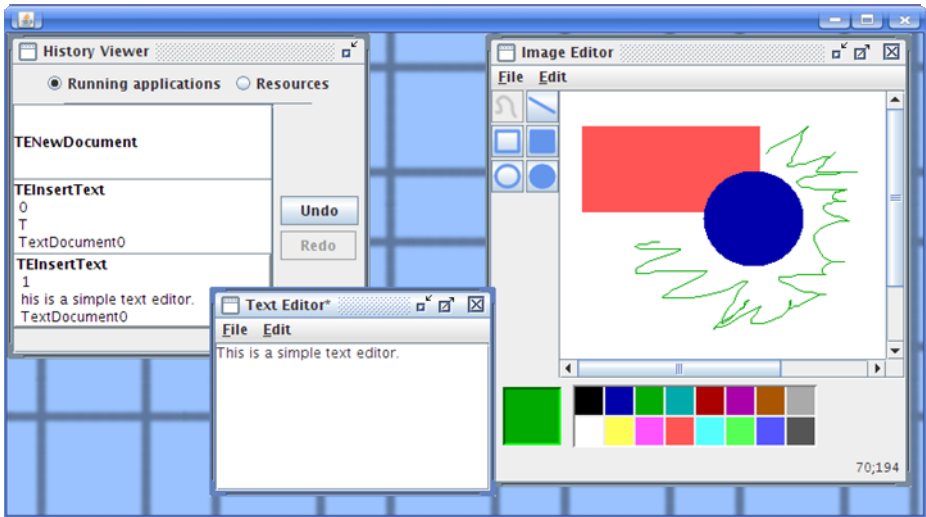 History Viewer
Running applications Resources
TENewDocument
TEInsertText
0
T
TextDocument0
TEInsertText
1
his is a simple text editor.
TextDocument0
Undo
Redo
Text Editor*
File Edit
This is a simple text editor.
Image Editor
File Edit
70;194